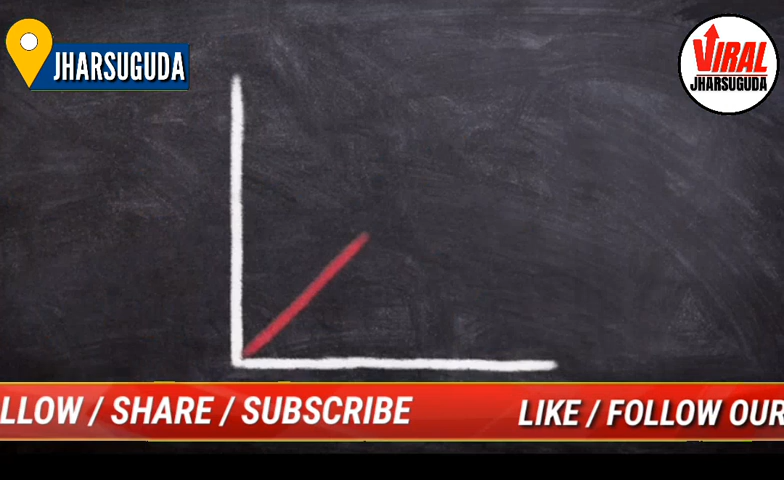 JHARSUGUDA
VIRAL
JHARSUGUDA
LLOW / SHARE / SUBSCRIBE
LIKE / FOLLOW OUR